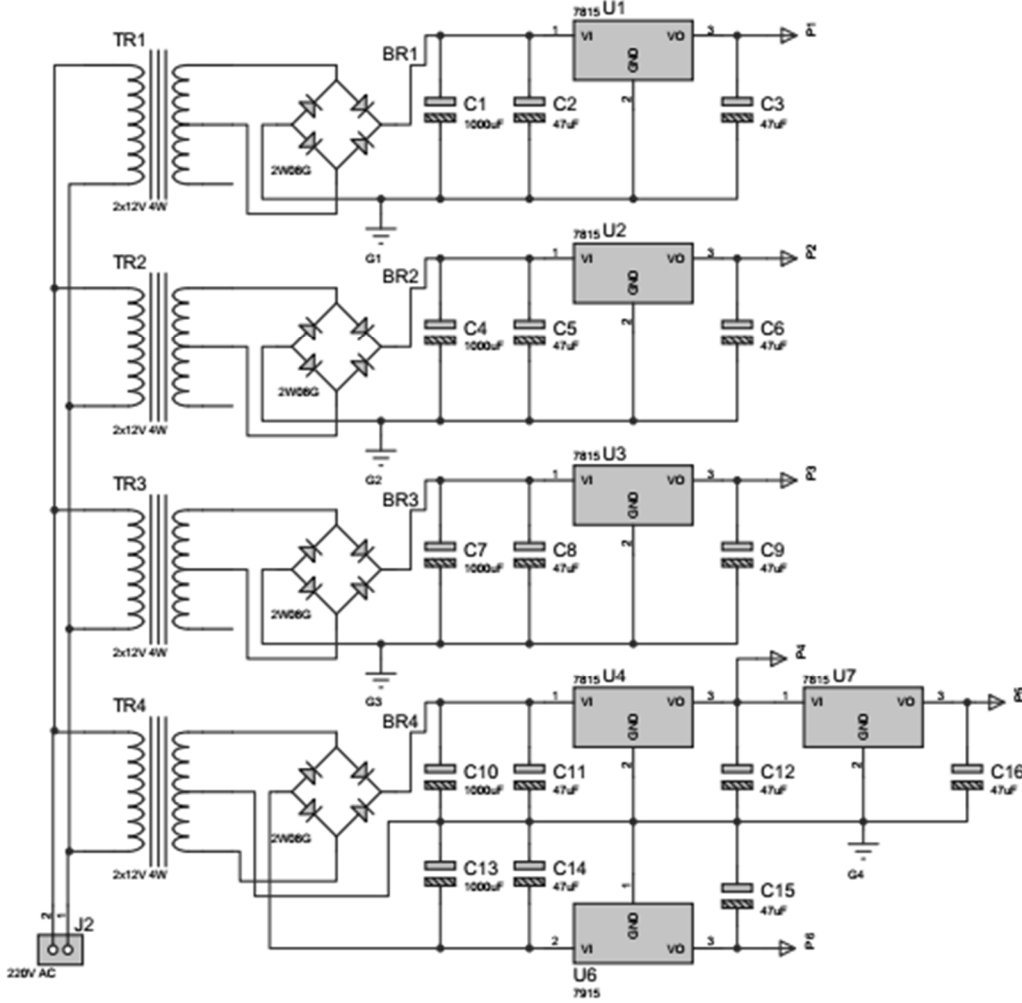 7815 U1
TR1
BR1
1 VI VO 3 P1
GND
2
C1
1000uF
C2
47uF
C3
47uF
2W08G
2x12V 4W
G1
7815 U2
TR2
BR2
1 VI VO 3 P2
GND
2
C4
1000uF
C5
47uF
C6
47uF
2W08G
2x12V 4W
G2
7815 U3
TR3
BR3
1 VI VO 3 P3
GND
2
C7
1000uF
C8
47uF
C9
47uF
2W08G
2x12V 4W
G3
P4
7815 U4
7815 U7
TR4
BR4
1 VI VO 3
1 VI VO 3 P5
GND
2
GND
2
C10
1000uF
C11
47uF
C12
47uF
C16
47uF
2W08G
2x12V 4W
G4
C13
1000uF
C14
47uF
C15
47uF
1
GND
2 VI VO 3 P6
U6
7915
2 1 J2
220V AC